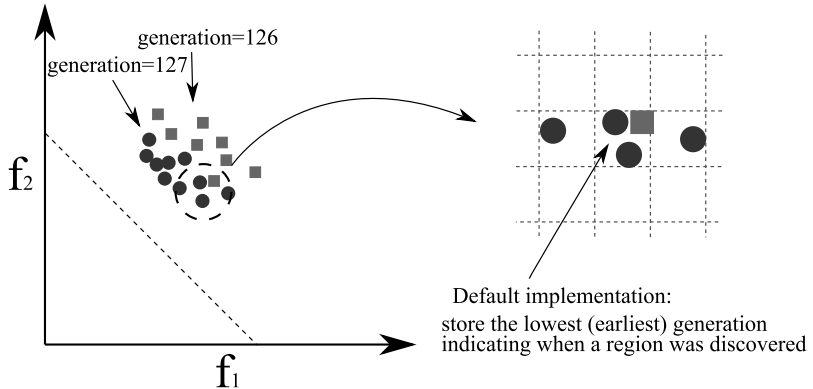 generation=126
generation=127
f2
f1
Default implementation:
store the lowest (earliest) generation
indicating when a region was discovered